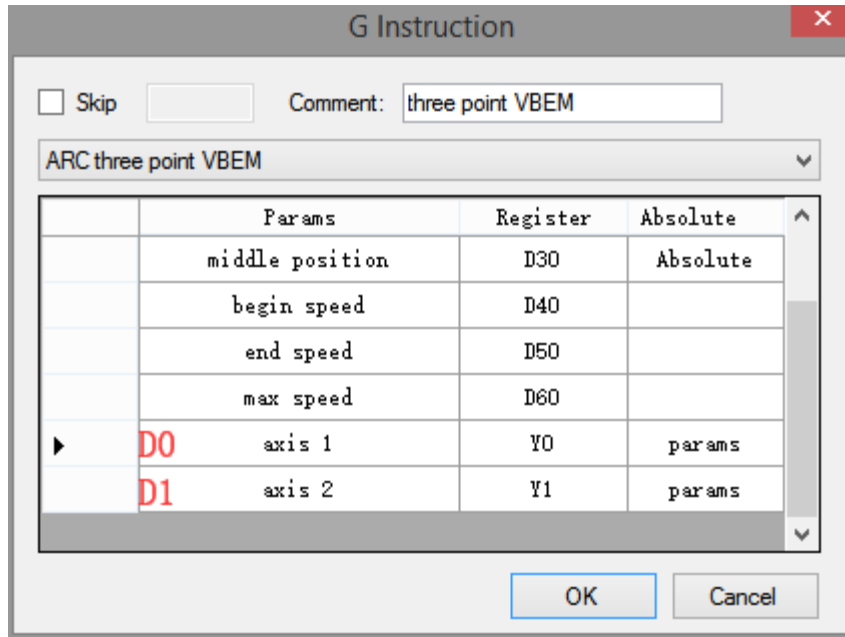 G Instruction
Skip Comment: three point VBEM
ARC three point VBEM
Params Register Absolute
middle position D30 Absolute
begin speed D40
end speed D50
max speed D60
D0 axis 1 Y0 params
D1 axis 2 Y1 params
OK Cancel